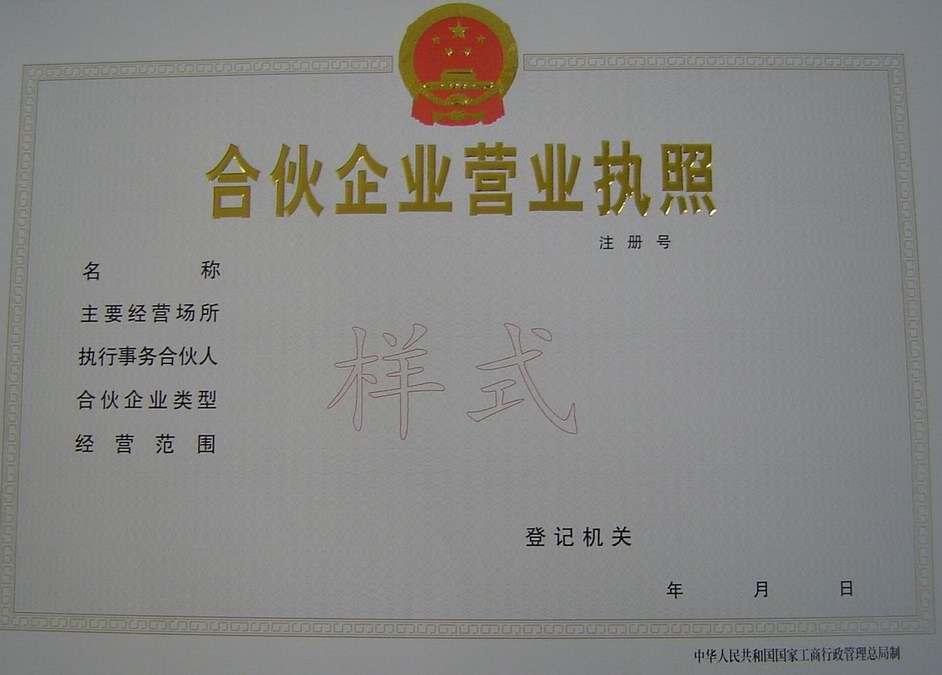 合伙企业营业执照
注册号
名称
主要经营场所
执行事务合伙人
合伙企业类型
经营范围
样式
登记机关
年 月 日
中华人民共和国国家工商行政管理总局制